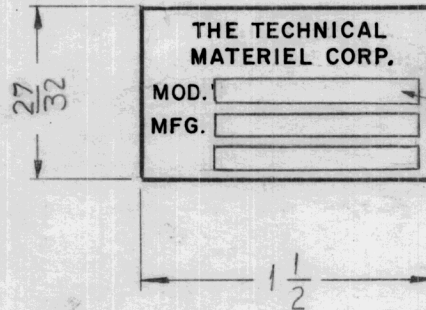 THE TECHNICAL
MATERIEL CORP.
MOD.
MFG.
27/32
1 1/2